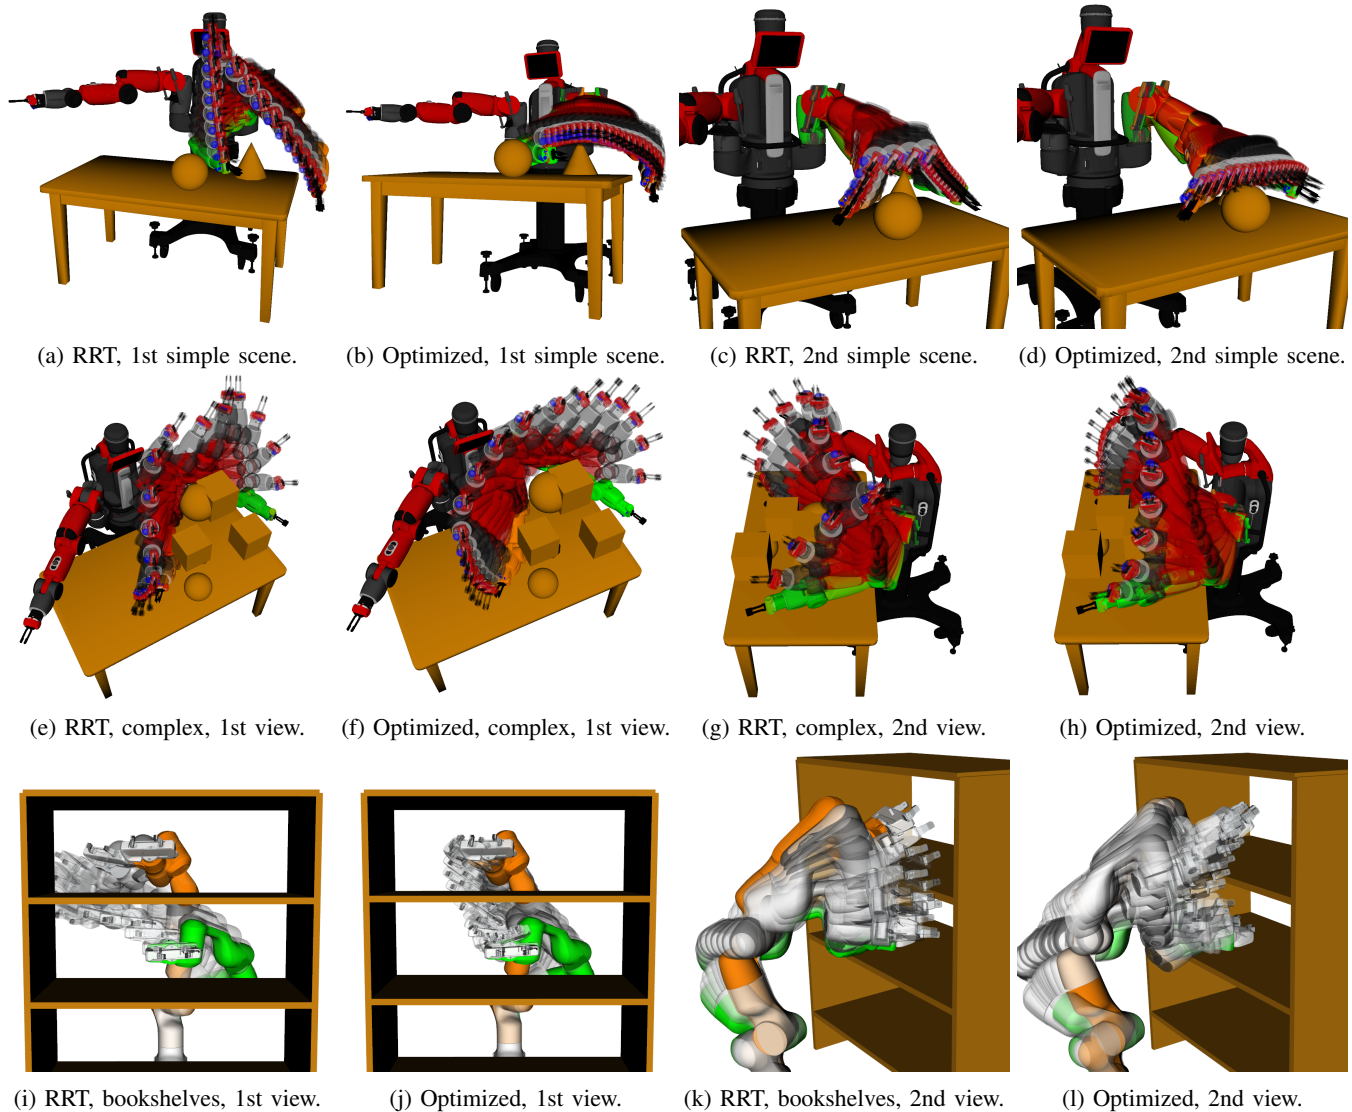 (a) RRT, 1st simple scene.
(b) Optimized, 1st simple scene.
(c) RRT, 2nd simple scene.
(d) Optimized, 2nd simple scene.
(e) RRT, complex, 1st view.
(f) Optimized, complex, 1st view.
(g) RRT, complex, 2nd view.
(h) Optimized, 2nd view.
(i) RRT, bookshelves, 1st view.
(j) Optimized, 1st view.
(k) RRT, bookshelves, 2nd view.
(l) Optimized, 2nd view.